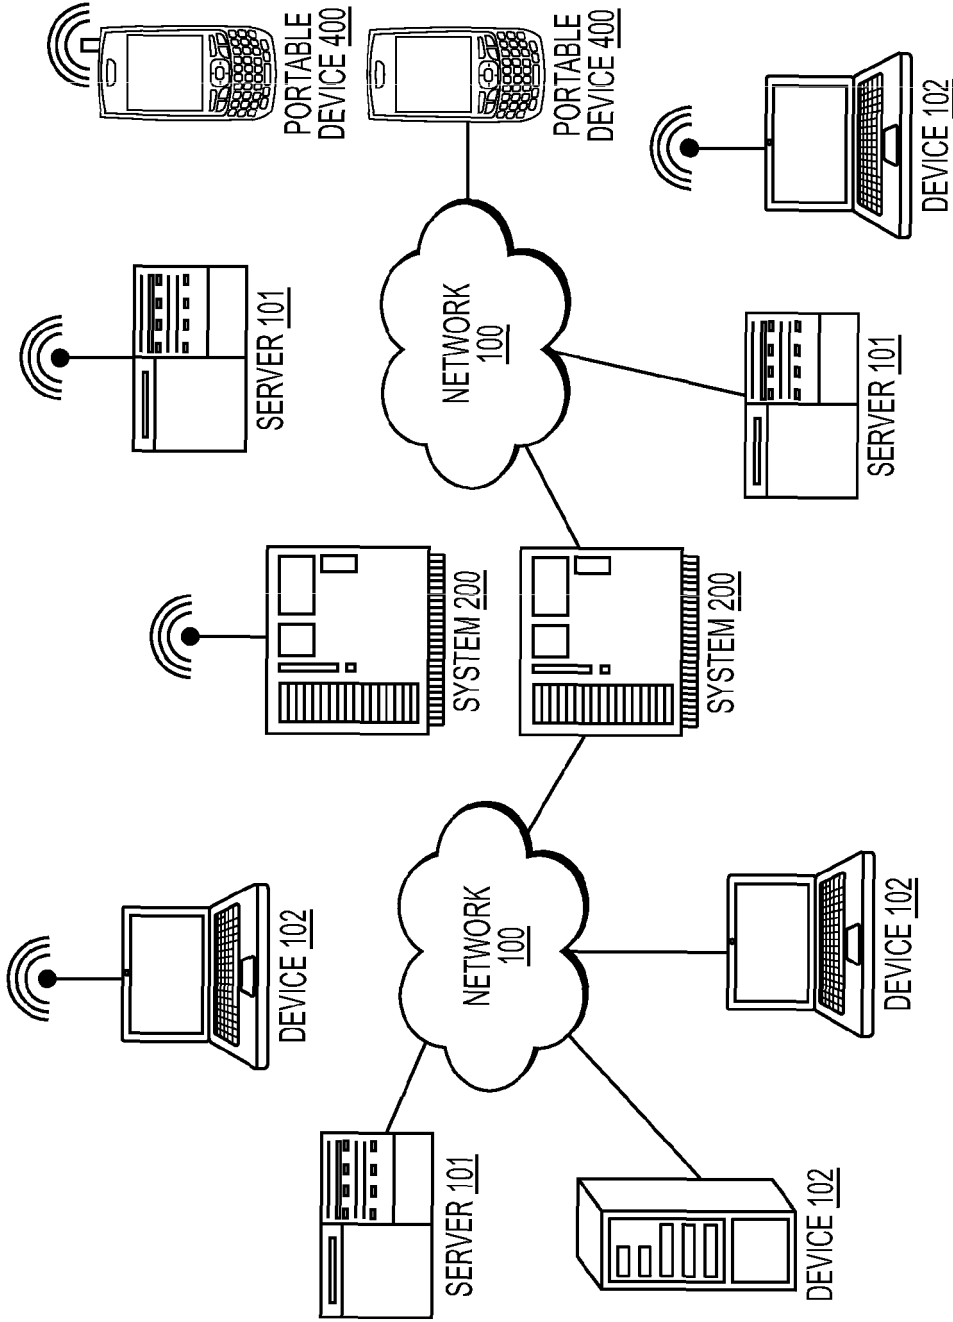 DEVICE 102
SERVER 101
PORTABLE
DEVICE 400
SERVER 101
NETWORK
100
SYSTEM 200
NETWORK
100
PORTABLE
DEVICE 400
SYSTEM 200
DEVICE 102
DEVICE 102
SERVER 101
DEVICE 102